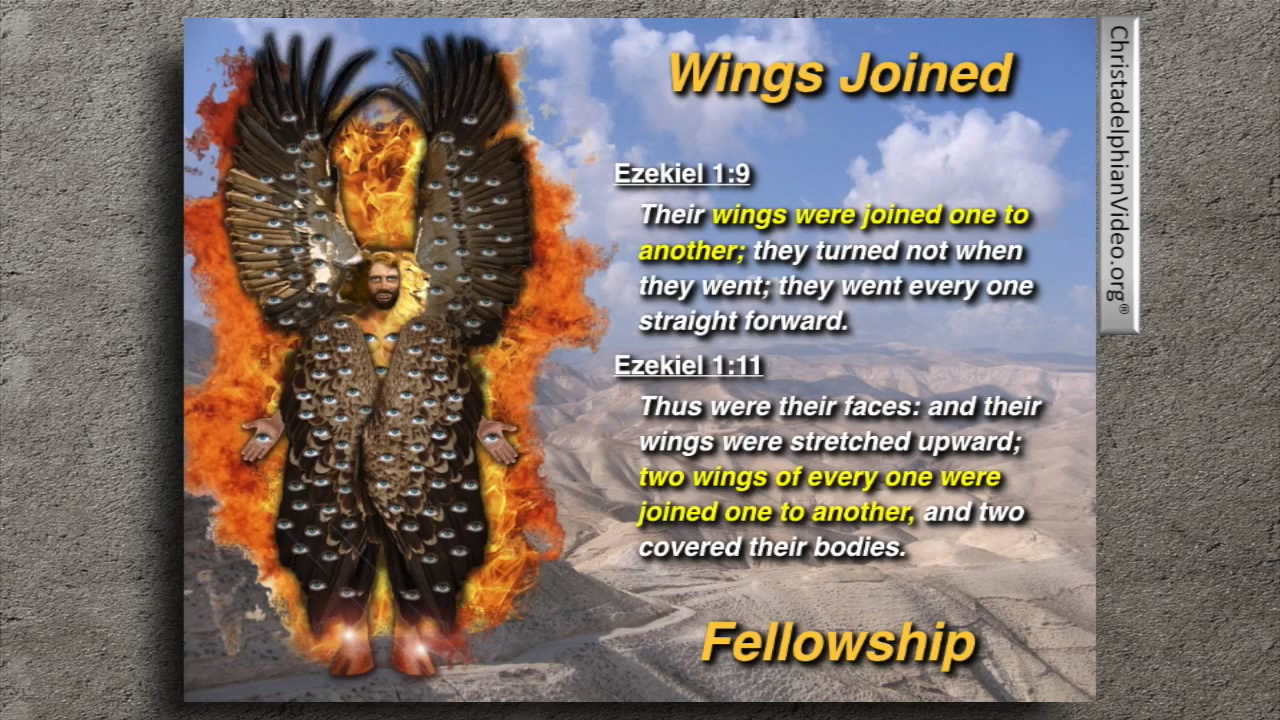 Wings Joined
Ezekiel 1:9
Their wings were joined one to
another; they turned not when
they went; they went every one
straight forward.
Ezekiel 1:11
Thus were their faces: and their
wings were stretched upward;
two wings of every one were
joined one to another, and two
covered their bodies.
Fellowship
ChristadelphianVideo.org®